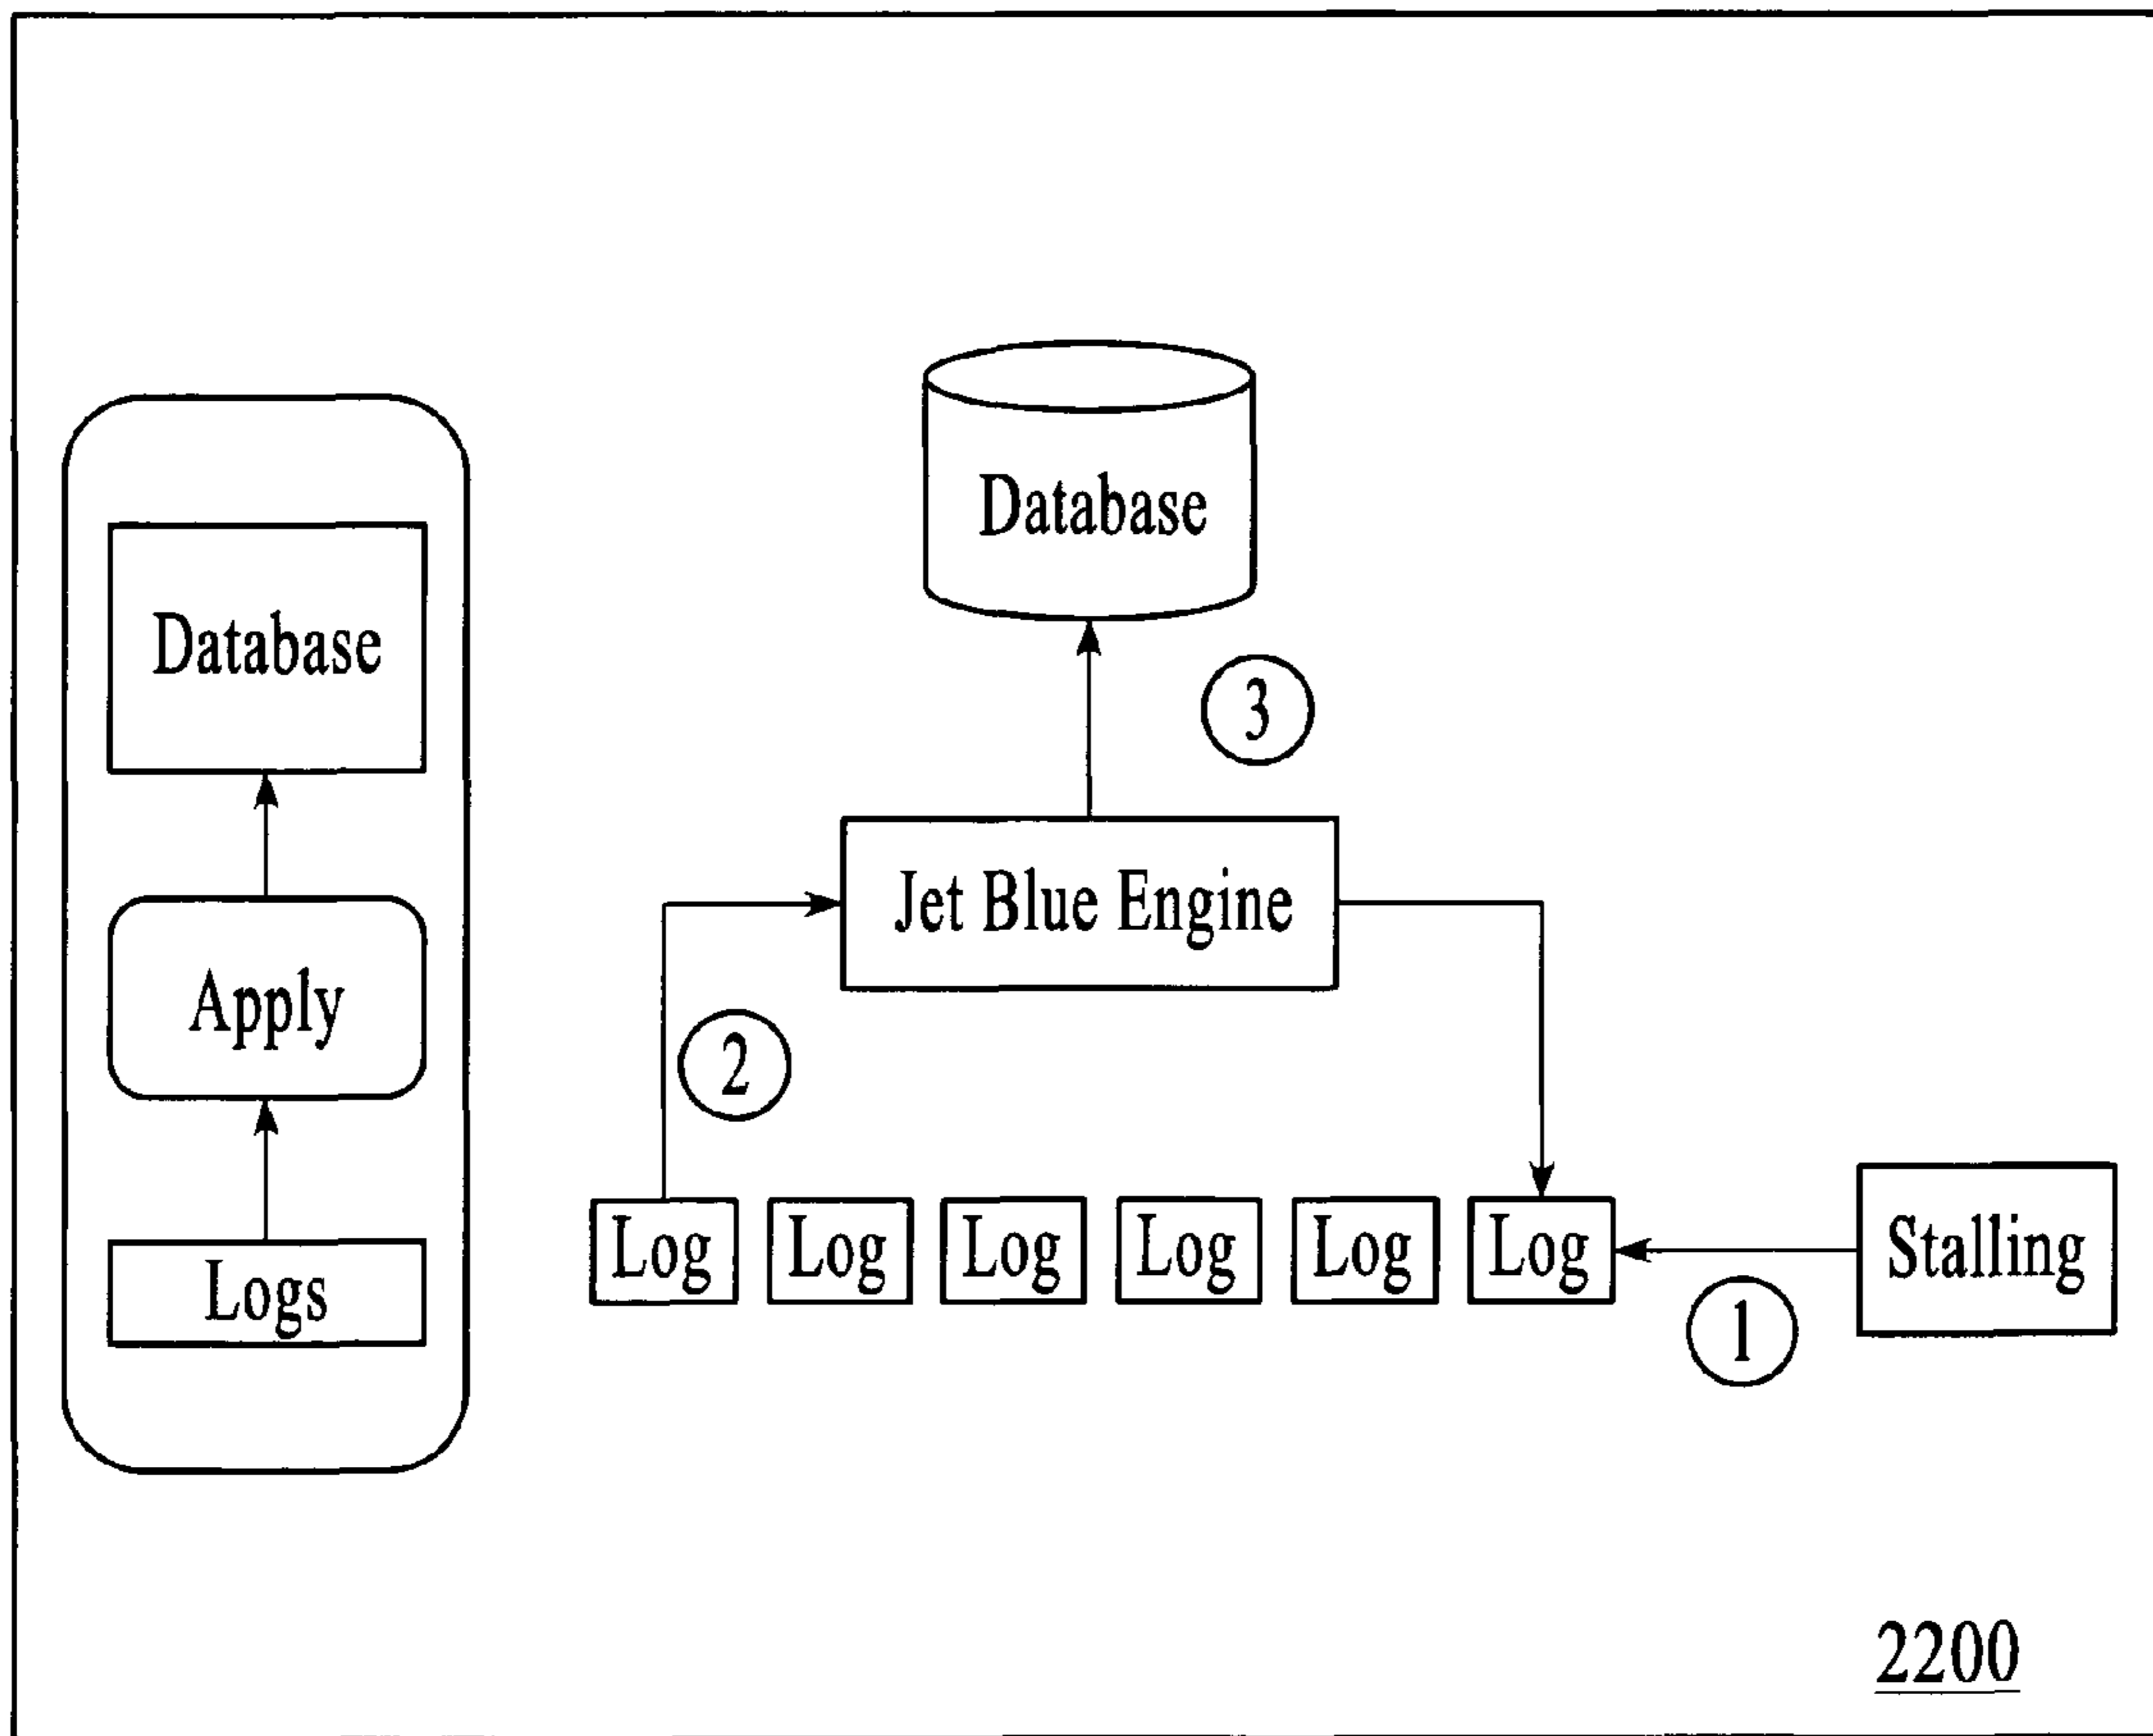 Database
Apply
Logs
Database
3
Jet Blue Engine
2
Log Log Log Log Log Log
Stalling
1
2200